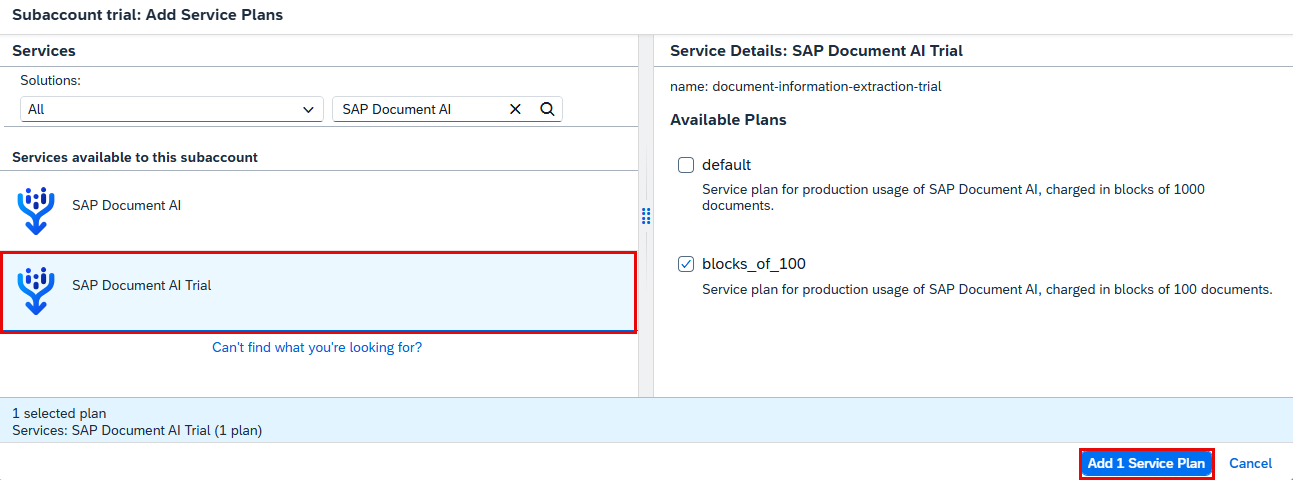 Subaccount trial: Add Service Plans
Services
Solutions:
All
SAP Document AI
Services available to this subaccount
SAP Document AI
SAP Document AI Trial
Can't find what you're looking for?
Service Details: SAP Document AI Trial
name: document-information-extraction-trial
Available Plans
default
Service plan for production usage of SAP Document AI, charged in blocks of 1000
documents.
blocks_of_100
Service plan for production usage of SAP Document AI, charged in blocks of 100 documents.
1 selected plan
Services: SAP Document AI Trial (1 plan)
Add 1 Service Plan
Cancel